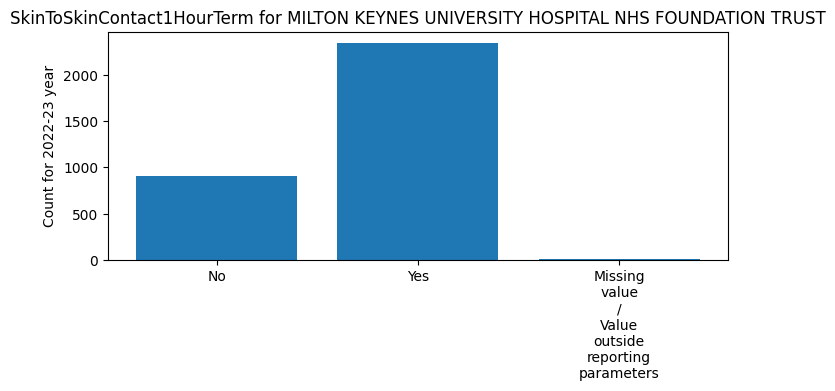 SkinToSkinContact1HourTerm for MILTON KEYNES UNIVERSITY HOSPITAL NHS FOUNDATION TRUST
Count for 2022-23 year
2000
1500
1000
500
0
No
Yes
Missing
value
/
Value
outside
reporting
parameters